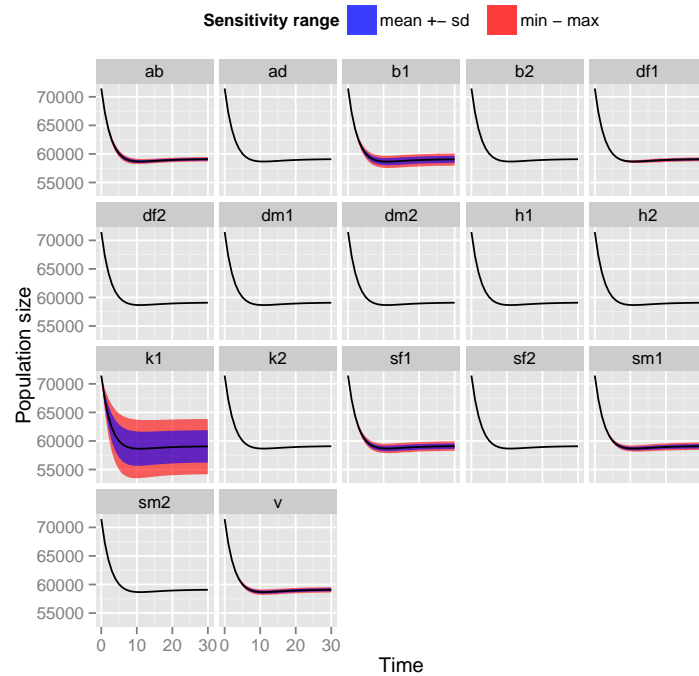 Sensitivity range mean +− sd min − max
ab ad b1 b2 df1
70000
65000
60000
55000
df2 dm1 dm2 h1 h2
70000
65000
60000
55000
k1 k2 sf1 sf2 sm1
70000
65000
60000
55000
sm2 v
70000
65000
60000
55000
0 10 20 30 0 10 20 30
Time
Population size